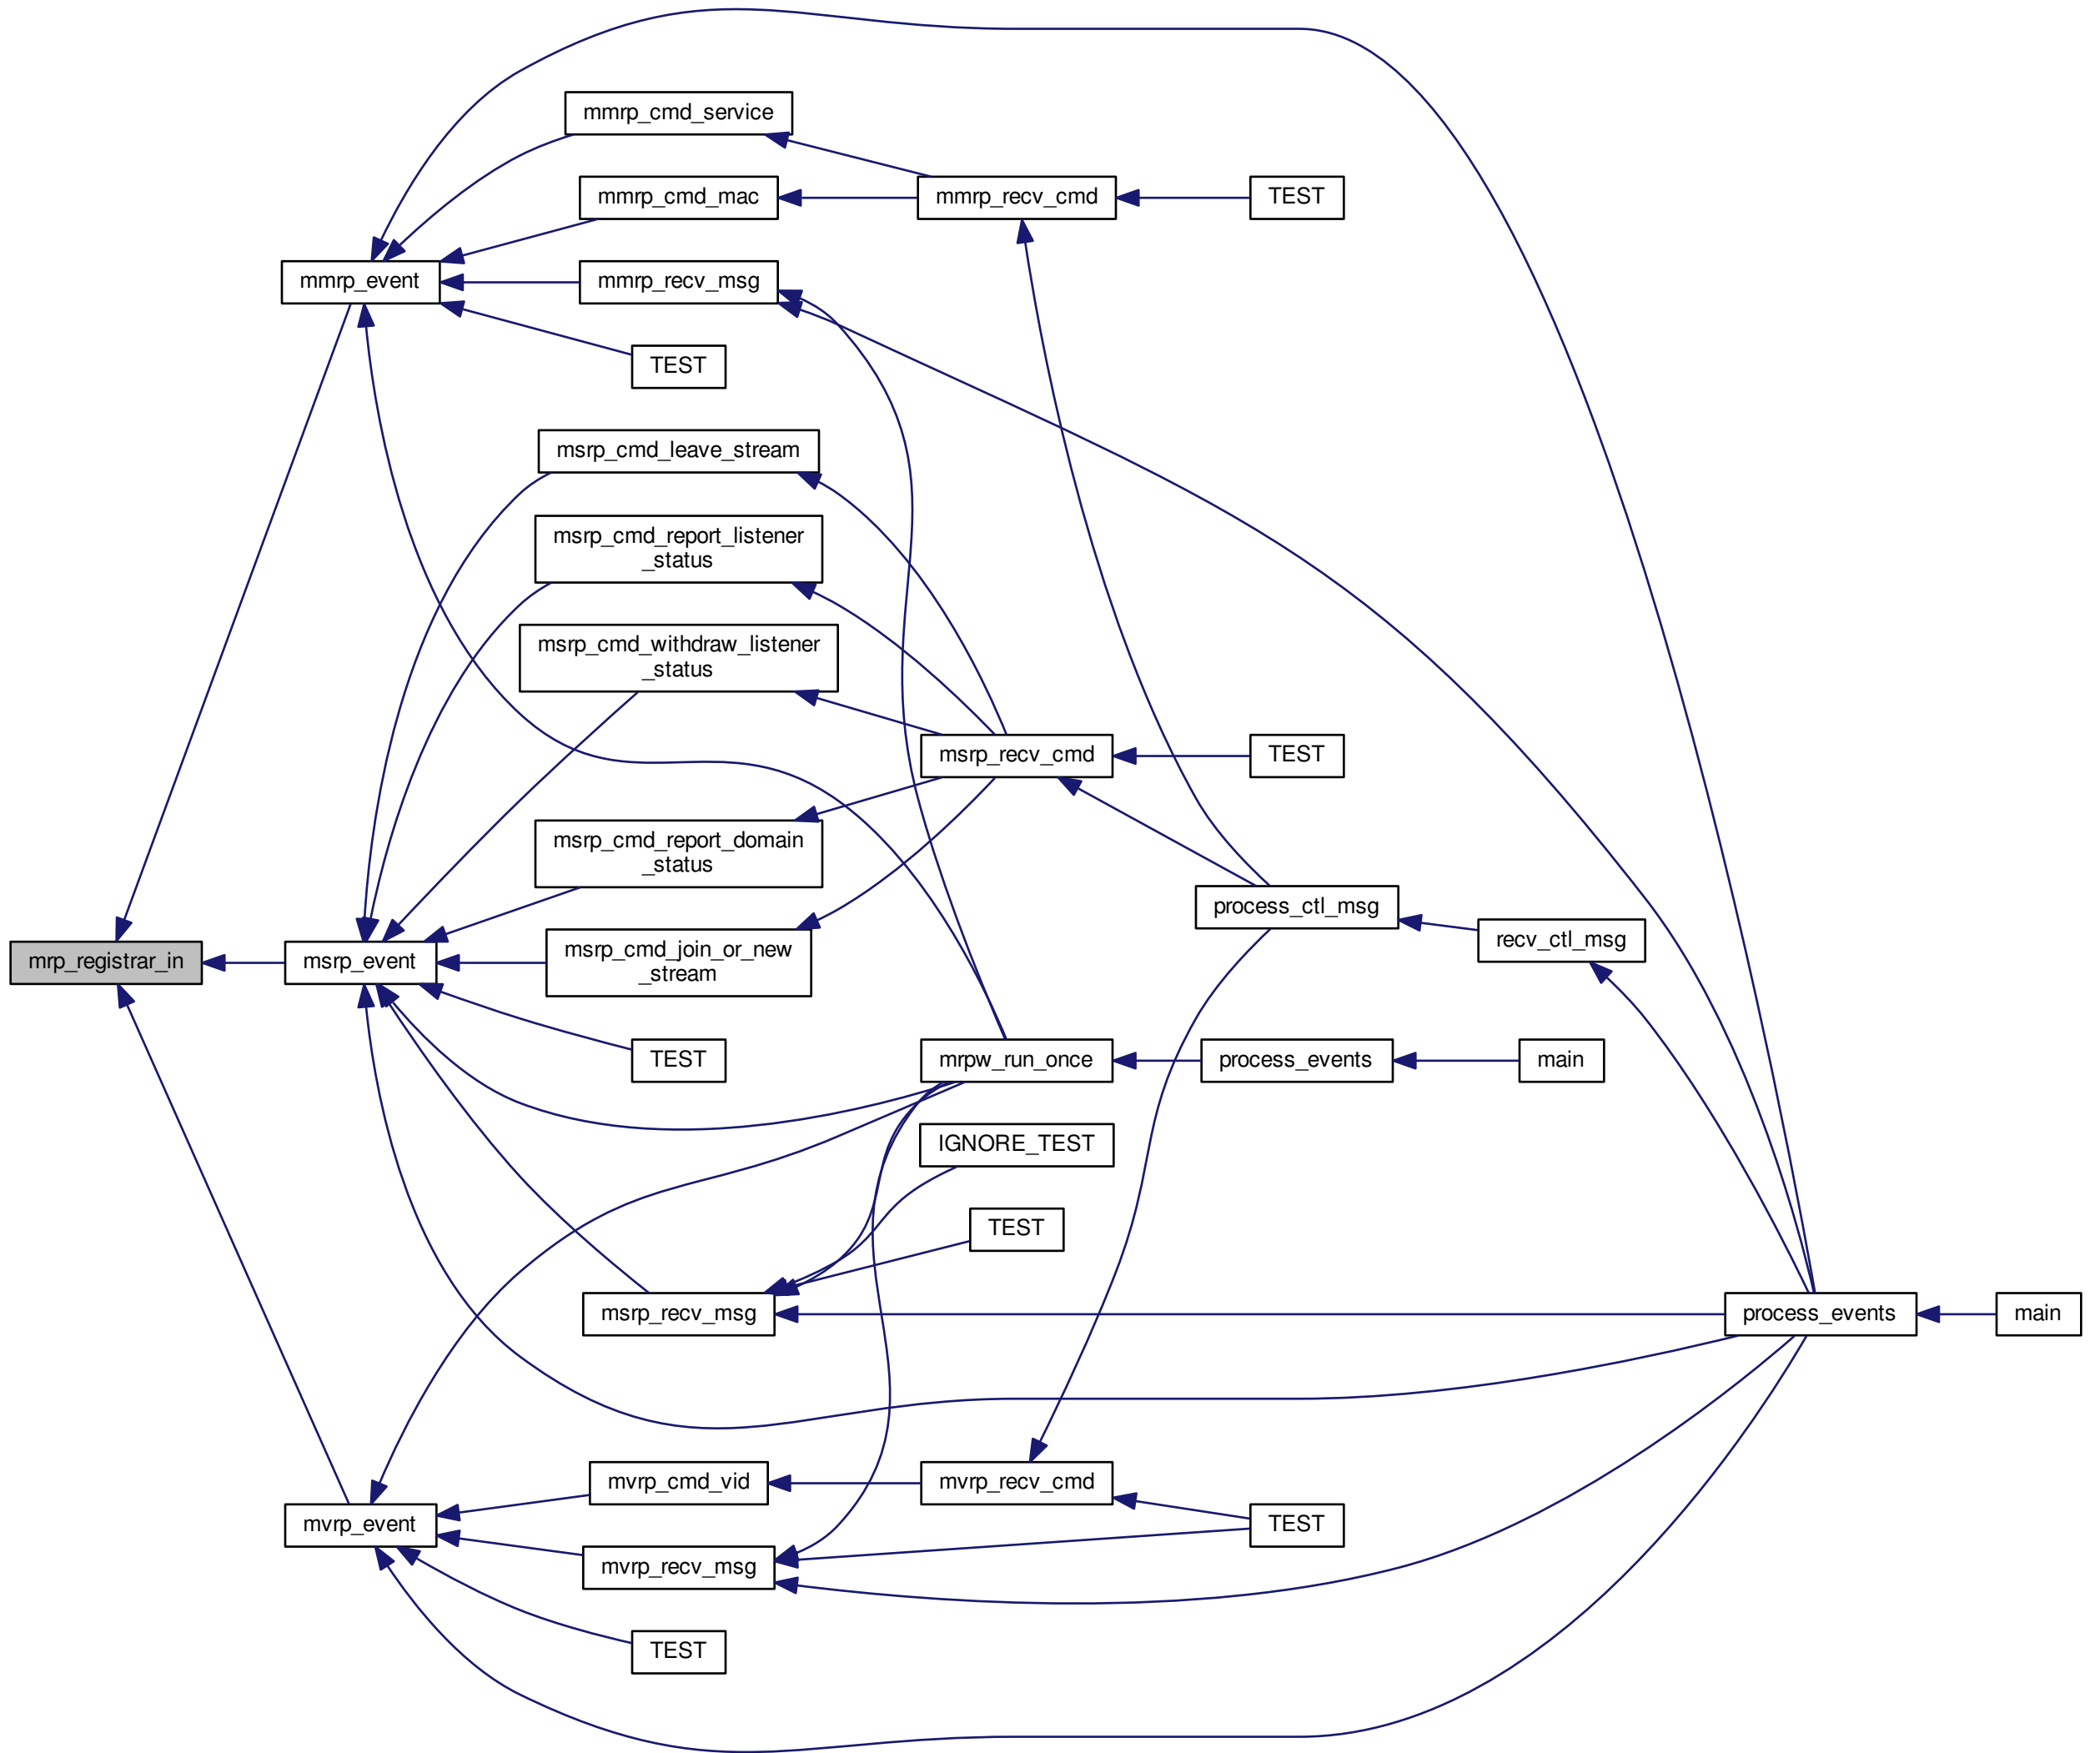 mmrp_cmd_service
mmrp_cmd_mac
mmrp_recv_cmd
TEST
mmrp_event
mmrp_recv_msg
TEST
msrp_cmd_leave_stream
msrp_cmd_report_listener
_status
msrp_cmd_withdraw_listener
_status
msrp_recv_cmd
TEST
msrp_cmd_report_domain
_status
process_ctl_msg
recv_ctl_msg
mrp_registrar_in
msrp_event
msrp_cmd_join_or_new
_stream
TEST
mrpw_run_once
process_events
main
IGNORE_TEST
TEST
msrp_recv_msg
process_events
main
mvrp_cmd_vid
mvrp_recv_cmd
mvrp_event
TEST
mvrp_recv_msg
TEST